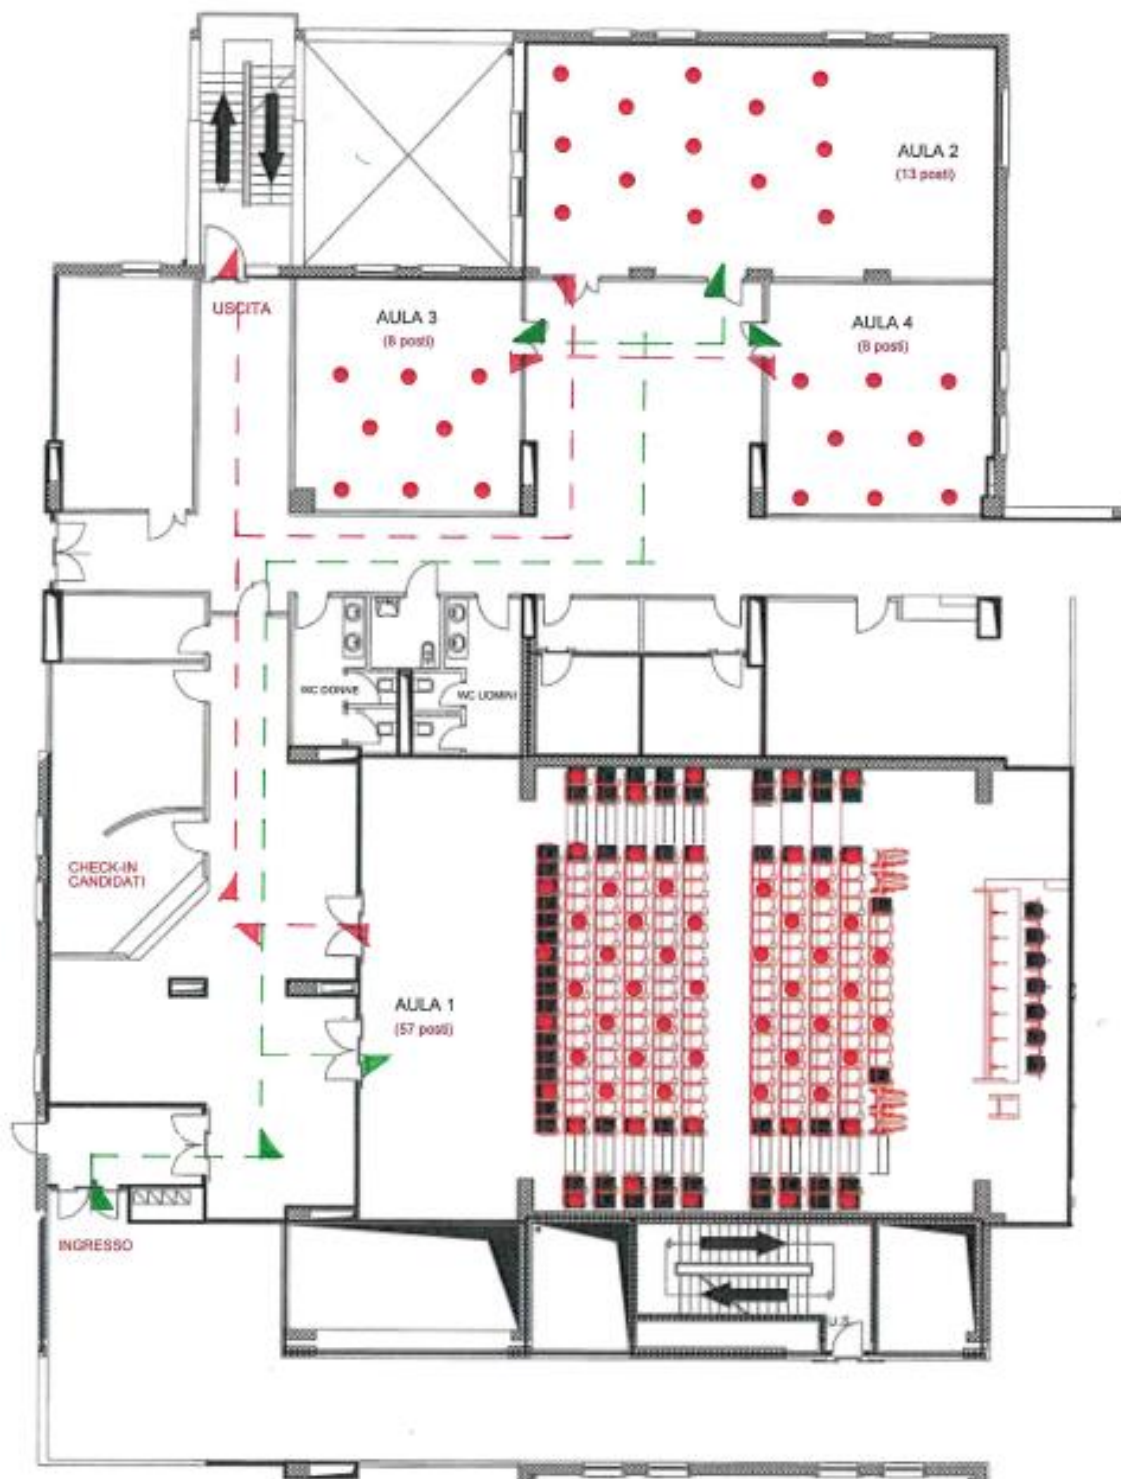 AULA 2
(13 posti)
USCITA
AULA 3
(8 posti)
AULA 4
(8 posti)
WC DONNE
WC UOMINI
CHECK-IN
CANDIDATI
AULA 1
(57 posti)
INGRESSO
U.S.